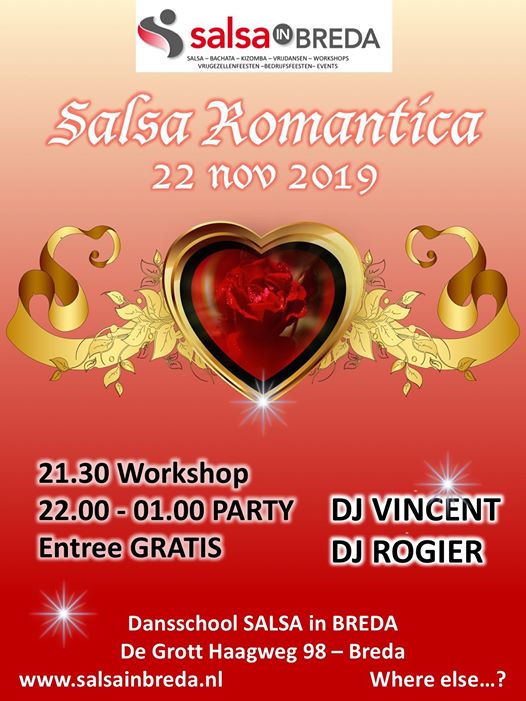 salsa IN BREDA
SALSA – BACHATA – KIZOMBA – VRIJDANSEN – WORKSHOPS
VRIJGEZELLENFEESTEN –BEDRIJFSFEESTEN– EVENTS
Salsa Romantica
22 nov 2019
21.30 Workshop
22.00 - 01.00 PARTY
Entree GRATIS
DJ VINCENT
DJ ROGIER
Dansschool SALSA in BREDA
De Grott Haagweg 98 – Breda
www.salsainbreda.nl
Where else...?